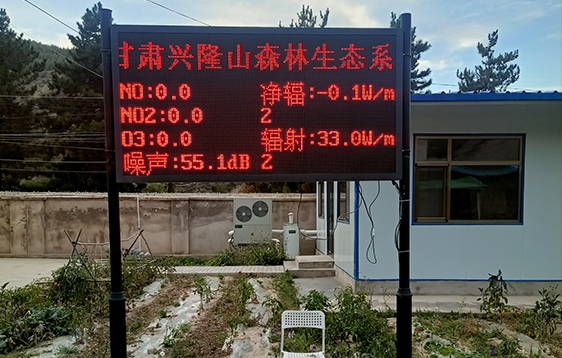 甘肃兴隆山森林生态系
NO:0.0 净辐:-0.1W/m
NO2:0.0 2
O3:0.0 辐射:33.0W/m
噪声:55.1dB 2